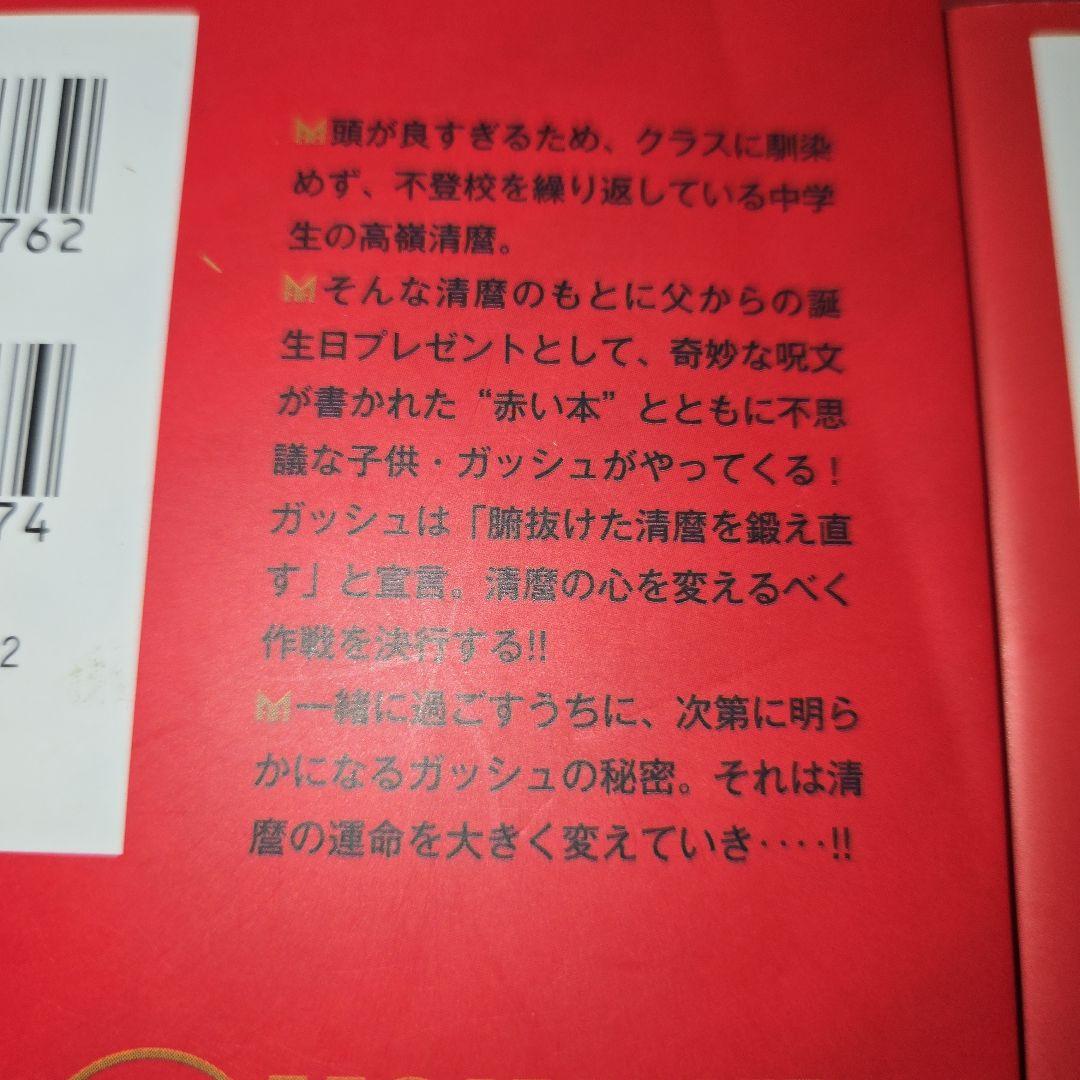 頭が良すぎるため、クラスに馴染
めず、不登校を繰り返している中学
生の高嶺清麿。
そんな清麿のもとに父からの誕
生日プレゼントとして、奇妙な呪文
が書かれた“赤い本”とともに不思
議な子供・ガッシュがやってくる！
ガッシュは「腑抜けた清麿を鍛え直
す」と宣言。清麿の心を変えるべく
作戦を決行する!!
一緒に過ごすうちに、次第に明ら
かになるガッシュの秘密。それは清
麿の運命を大きく変えていき‥‥!!
762
74
2